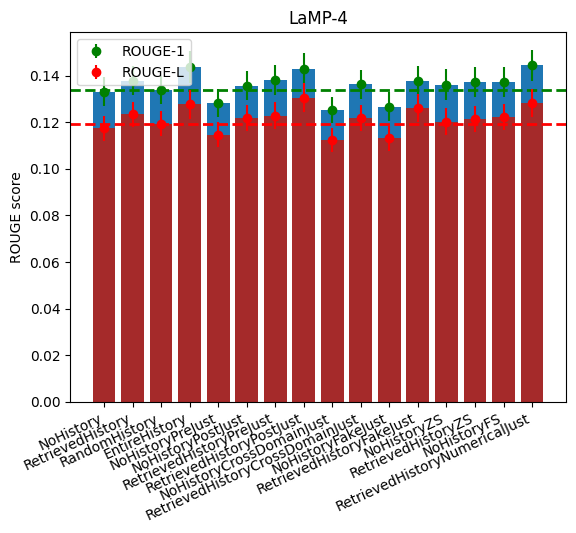 LaMP-4
ROUGE-1
ROUGE-L
ROUGE score
0.14
0.12
0.10
0.08
0.06
0.04
0.02
0.00
NoHistory
RetrievedHistory
RandomHistory
EntireHistory
NoHistoryPreJust
NoHistoryPostJust
RetrievedHistoryPreJust
RetrievedHistoryPostJust
NoHistoryCrossDomainJust
RetrievedHistoryCrossDomainJust
NoHistoryFakeJust
RetrievedHistoryFakeJust
NoHistoryZS
RetrievedHistoryZS
NoHistoryFS
RetrievedHistoryNumericalJust